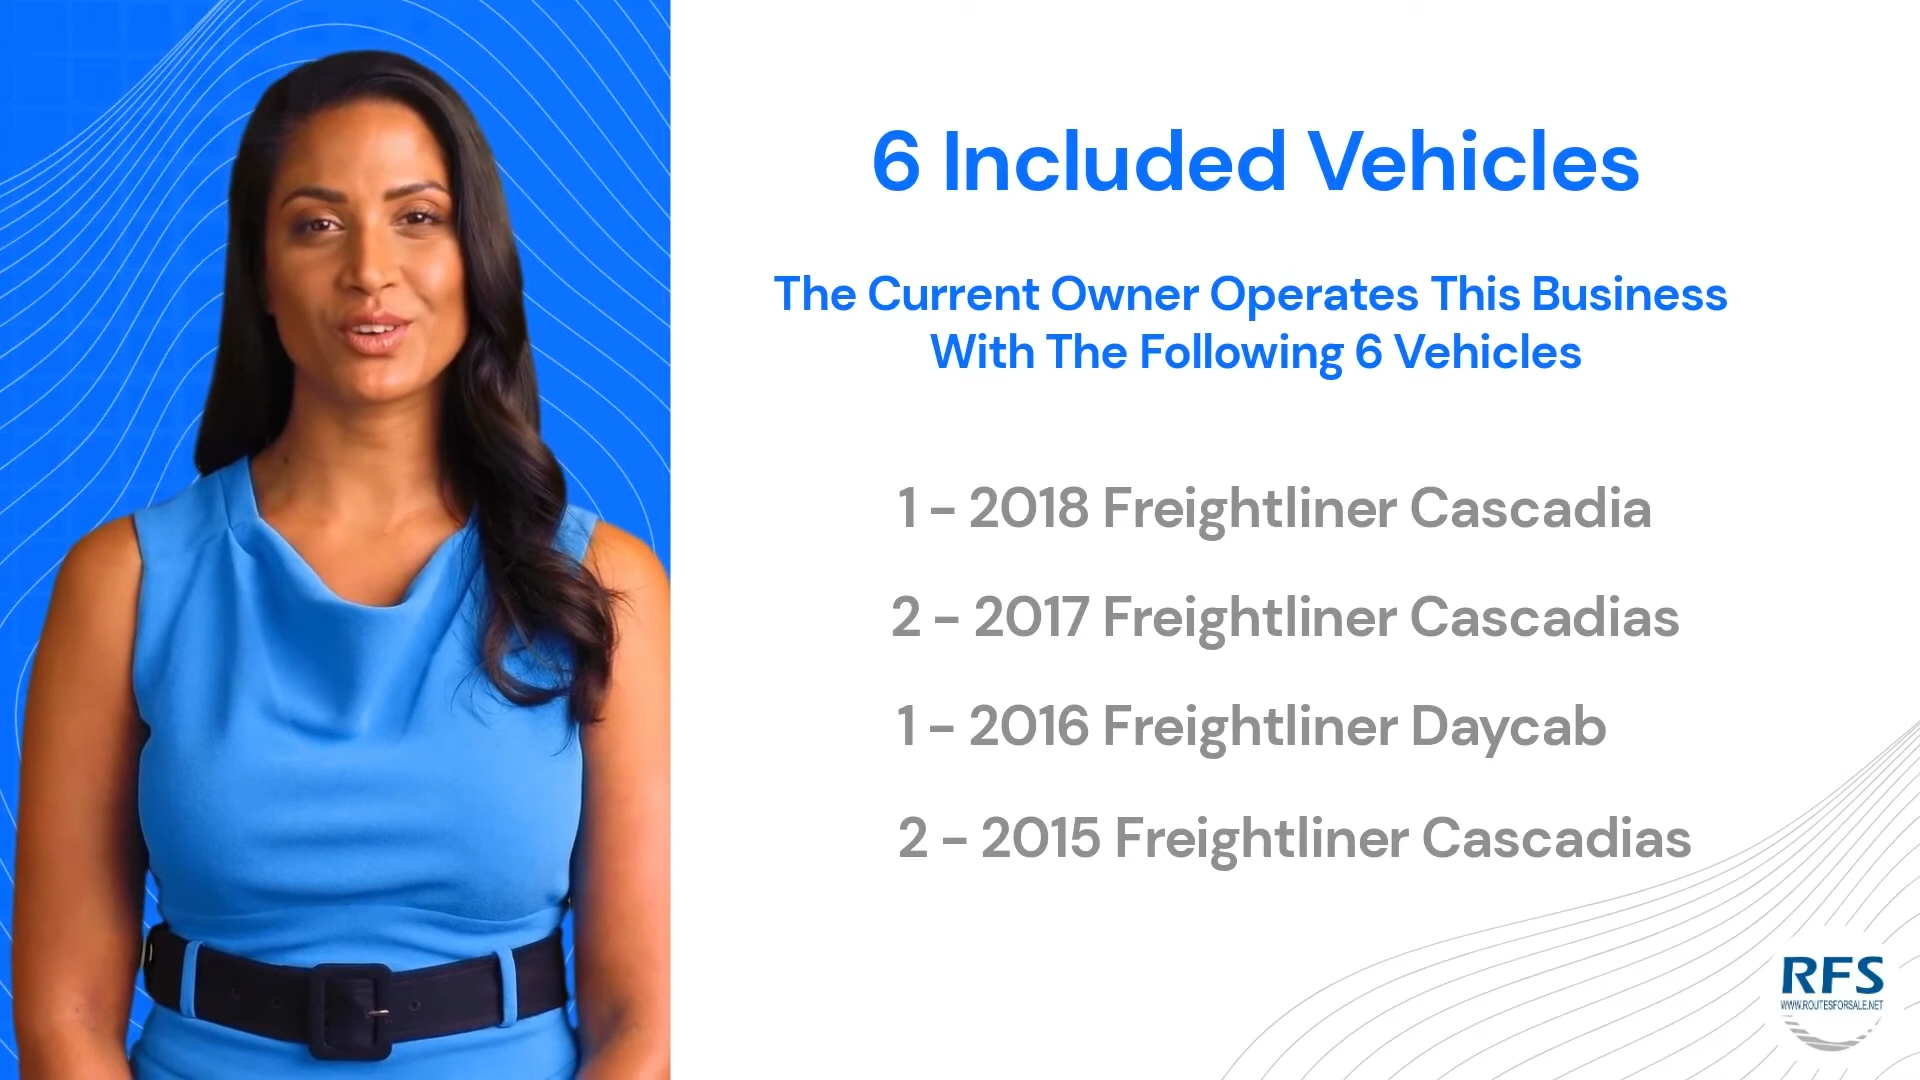 6 Included Vehicles
The Current Owner Operates This Business
With The Following 6 Vehicles
1 - 2018 Freightliner Cascadia
2 - 2017 Freightliner Cascadias
1 - 2016 Freightliner Daycab
2 - 2015 Freightliner Cascadias
RFS
WWW.ROUTESFORSALE.NET